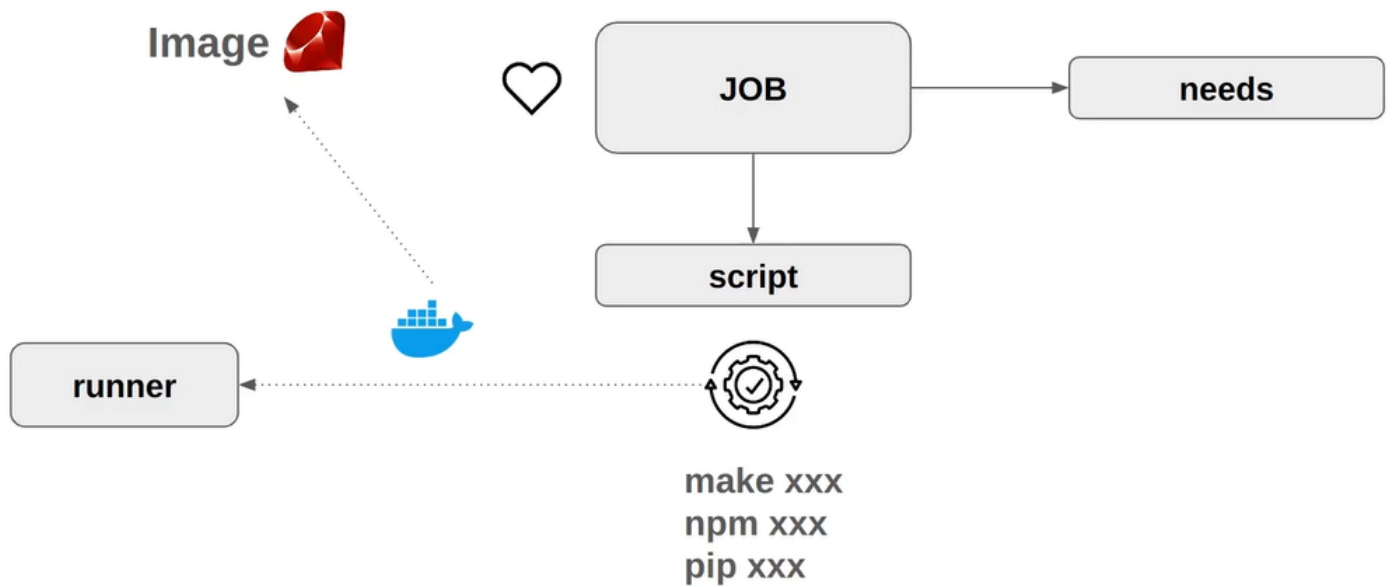 Image
JOB
needs
script
runner
make xxx
npm xxx
pip xxx